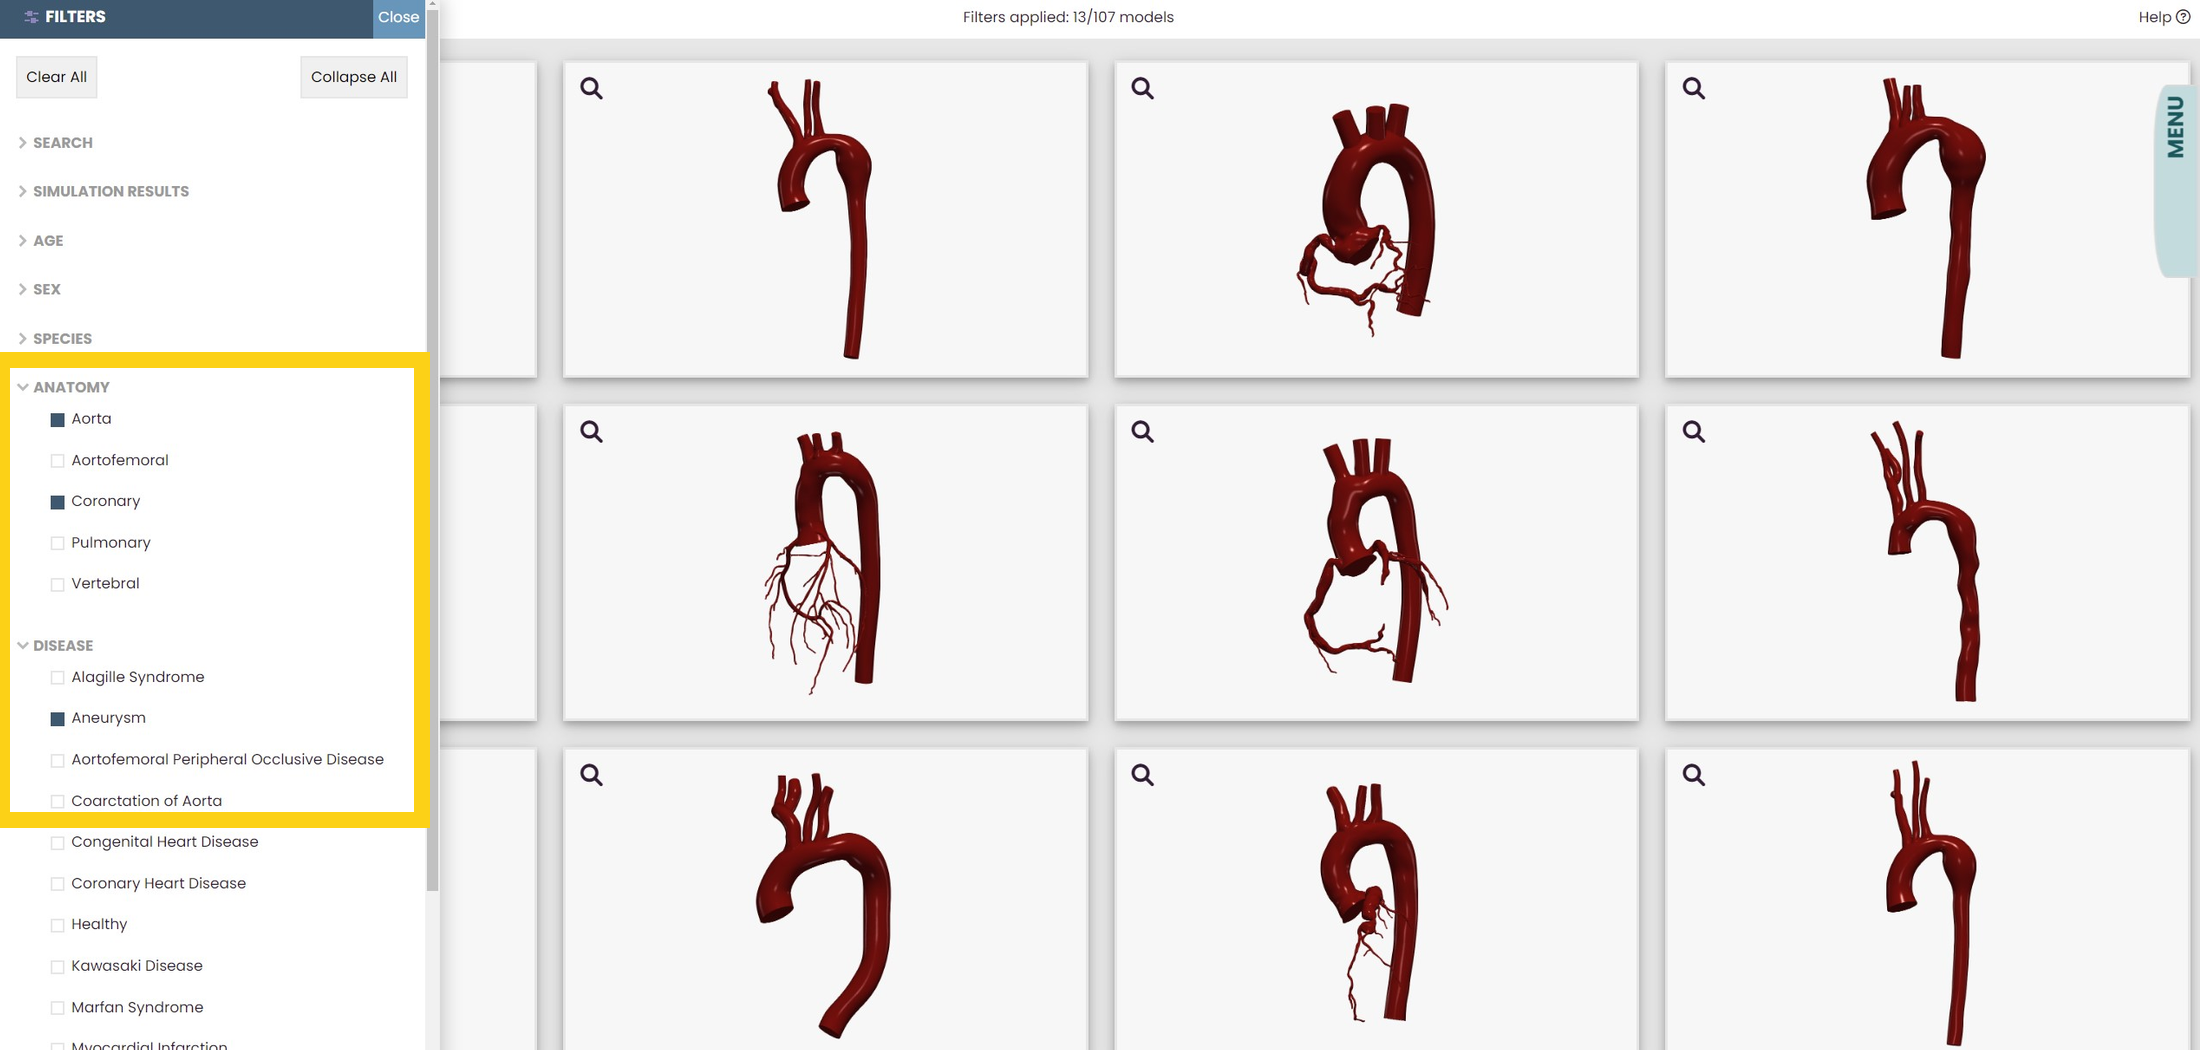 FILTERS
Close
Filters applied: 13/107 models
Help
Clear All
Collapse All
MENU
SEARCH
SIMULATION RESULTS
AGE
SEX
SPECIES
ANATOMY
Aorta
Aortofemoral
Coronary
Pulmonary
Vertebral
DISEASE
Alagille Syndrome
Aneurysm
Aortofemoral Peripheral Occlusive Disease
Coarctation of Aorta
Congenital Heart Disease
Coronary Heart Disease
Healthy
Kawasaki Disease
Marfan Syndrome
Myocardial Infarction